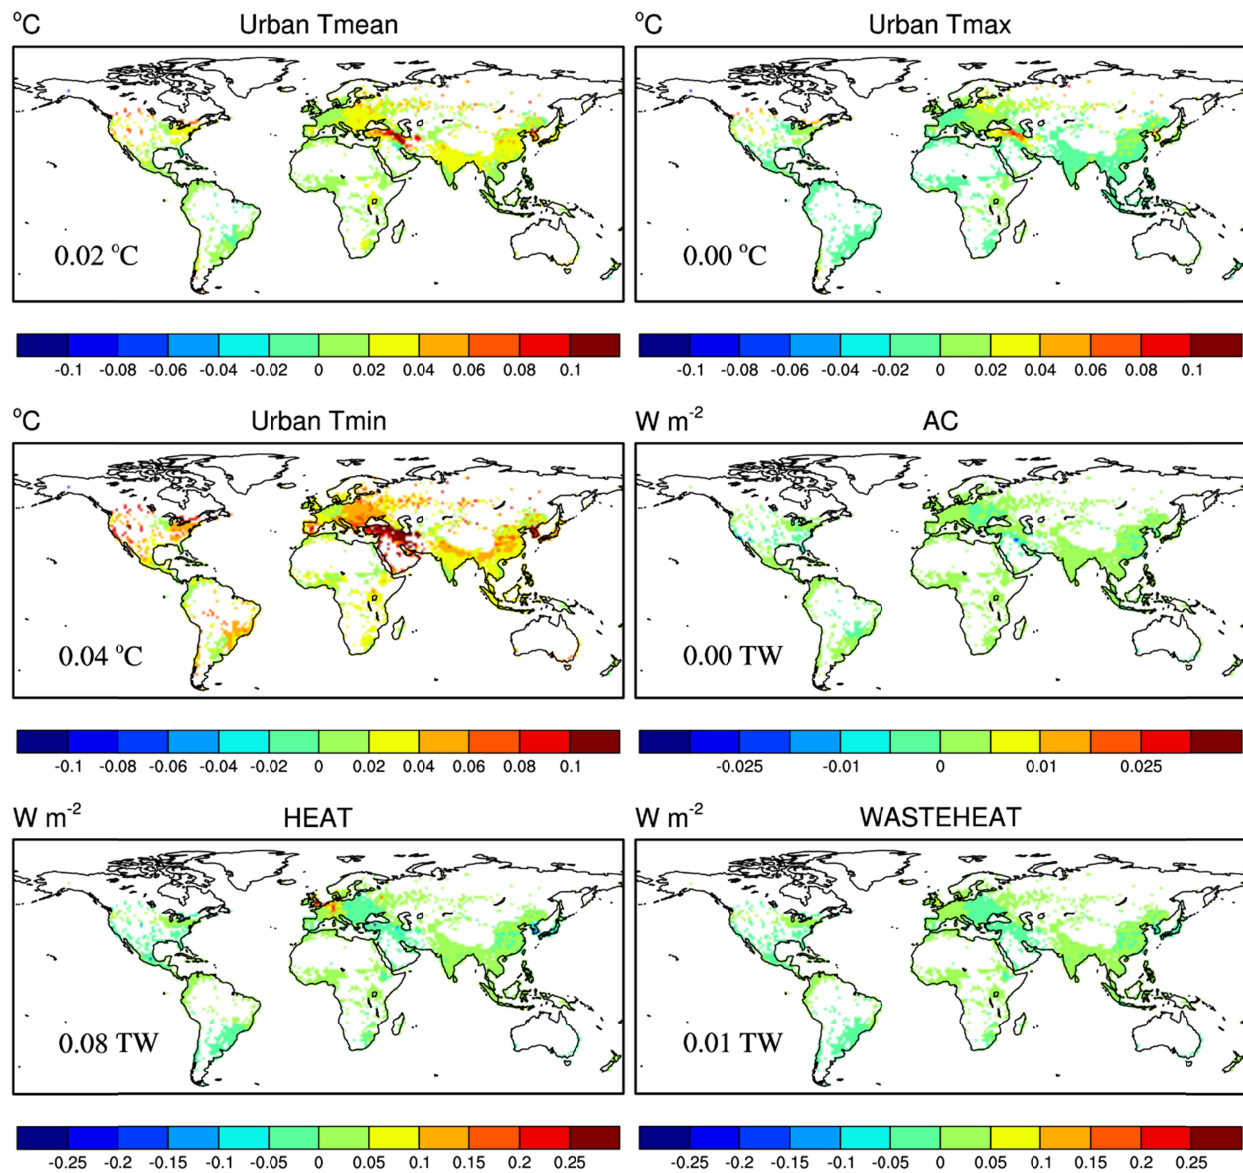 °C Urban Tmean
0.02 °C
-0.1 -0.08 -0.06 -0.04 -0.02 0 0.02 0.04 0.06 0.08 0.1
°C Urban Tmax
0.00 °C
-0.1 -0.08 -0.06 -0.04 -0.02 0 0.02 0.04 0.06 0.08 0.1
°C Urban Tmin
0.04 °C
-0.1 -0.08 -0.06 -0.04 -0.02 0 0.02 0.04 0.06 0.08 0.1
W m⁻² AC
0.00 TW
-0.025 -0.01 0 0.01 0.025
W m⁻² HEAT
0.08 TW
-0.25 -0.2 -0.15 -0.1 -0.05 0 0.05 0.1 0.15 0.2 0.25
W m⁻² WASTEHEAT
0.01 TW
-0.25 -0.2 -0.15 -0.1 -0.05 0 0.05 0.1 0.15 0.2 0.25